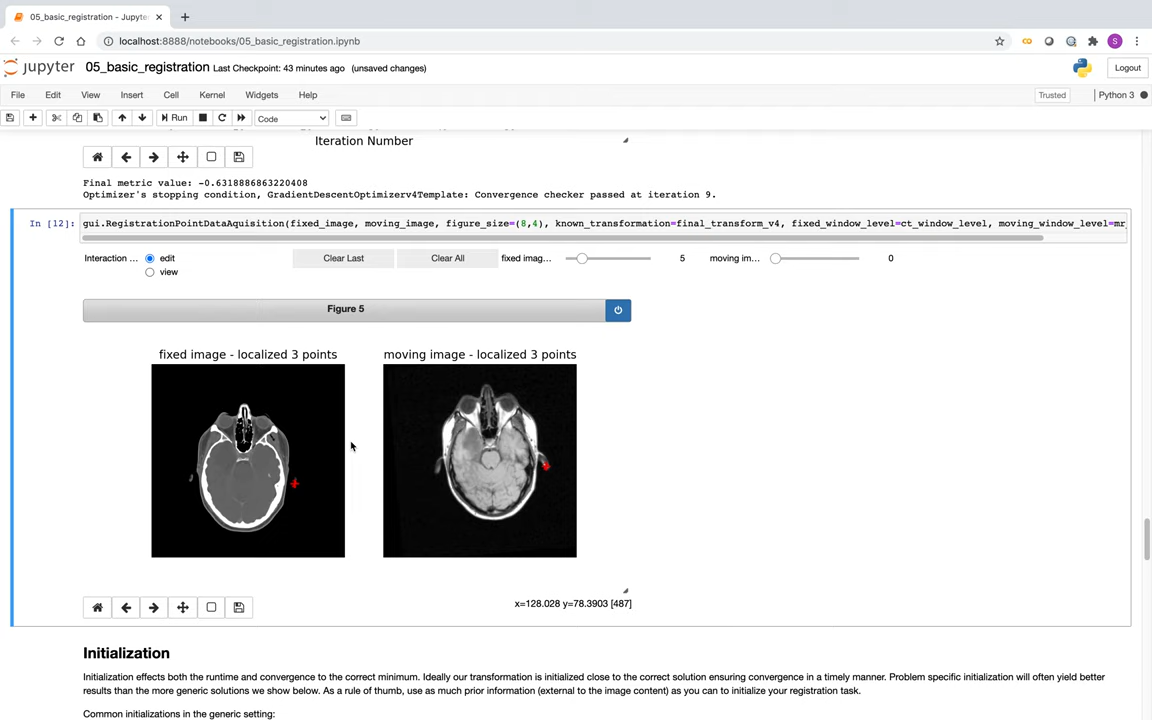 05_basic_registration - Jupyte
localhost:8888/notebooks/05_basic_registration.ipynb
S
jupyter 05_basic_registration Last Checkpoint: 43 minutes ago (unsaved changes)
Logout
File Edit View Insert Cell Kernel Widgets Help
Trusted Python 3
Run Code
Iteration Number
Final metric value: -0.6318886863220408
Optimizer's stopping condition, GradientDescentOptimizerv4Template: Convergence checker passed at iteration 9.
In [12]: gui.RegistrationPointDataAquisition(fixed_image, moving_image, figure_size=(8,4), known_transformation=final_transform_v4, fixed_window_level=ct_window_level, moving_window_level=mr
Interaction ... edit Clear Last Clear All fixed imag... 5 moving im... 0
view
Figure 5
fixed image - localized 3 points moving image - localized 3 points
x=128.028 y=78.3903 [487]
Initialization
Initialization effects both the runtime and convergence to the correct minimum. Ideally our transformation is initialized close to the correct solution ensuring convergence in a timely manner. Problem specific initialization will often yield better
results than the more generic solutions we show below. As a rule of thumb, use as much prior information (external to the image content) as you can to initialize your registration task.
Common initializations in the generic setting: